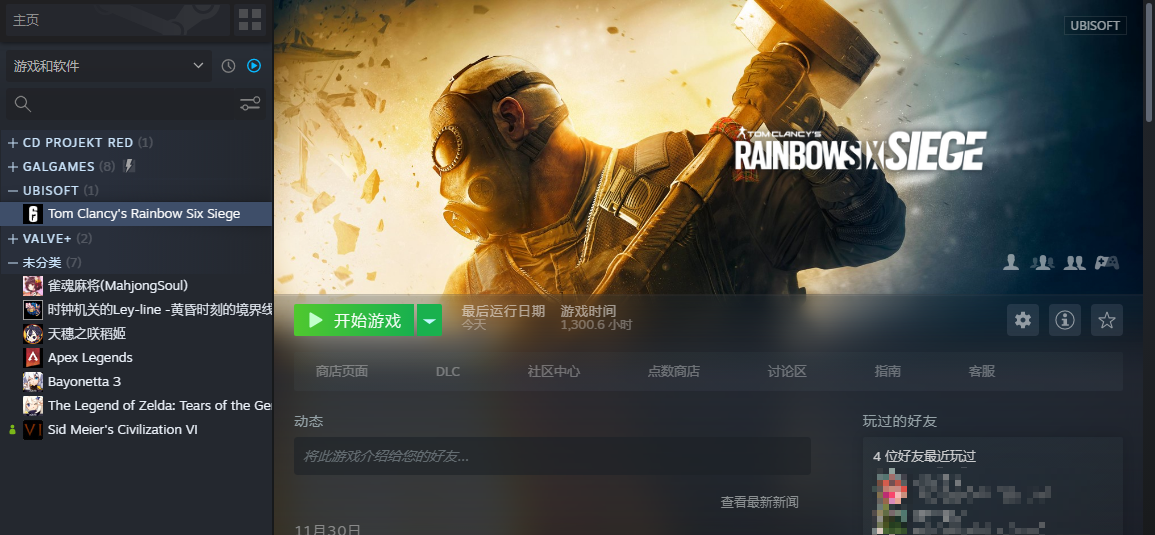 主页
游戏和软件
CD PROJEKT RED (1)
GALGAMES (8)
UBISOFT (1)
Tom Clancy's Rainbow Six Siege
VALVE+ (2)
未分类 (7)
雀魂麻将(MahjongSoul)
时钟机关的Ley-line -黄昏时刻的境界线
天穗之咲稻姬
Apex Legends
Bayonetta 3
The Legend of Zelda: Tears of the
Sid Meier's Civilization VI
UBISOFT
TOM CLANCY'S
RAINBOW SIX SIEGE
开始游戏
最后运行日期
今天
游戏时间
1,300.6 小时
商店页面
DLC
社区中心
点数商店
讨论区
指南
客服
动态
将此游戏介绍给您的好友...
查看最新新闻
11月30日
玩过的好友
4 位好友最近玩过